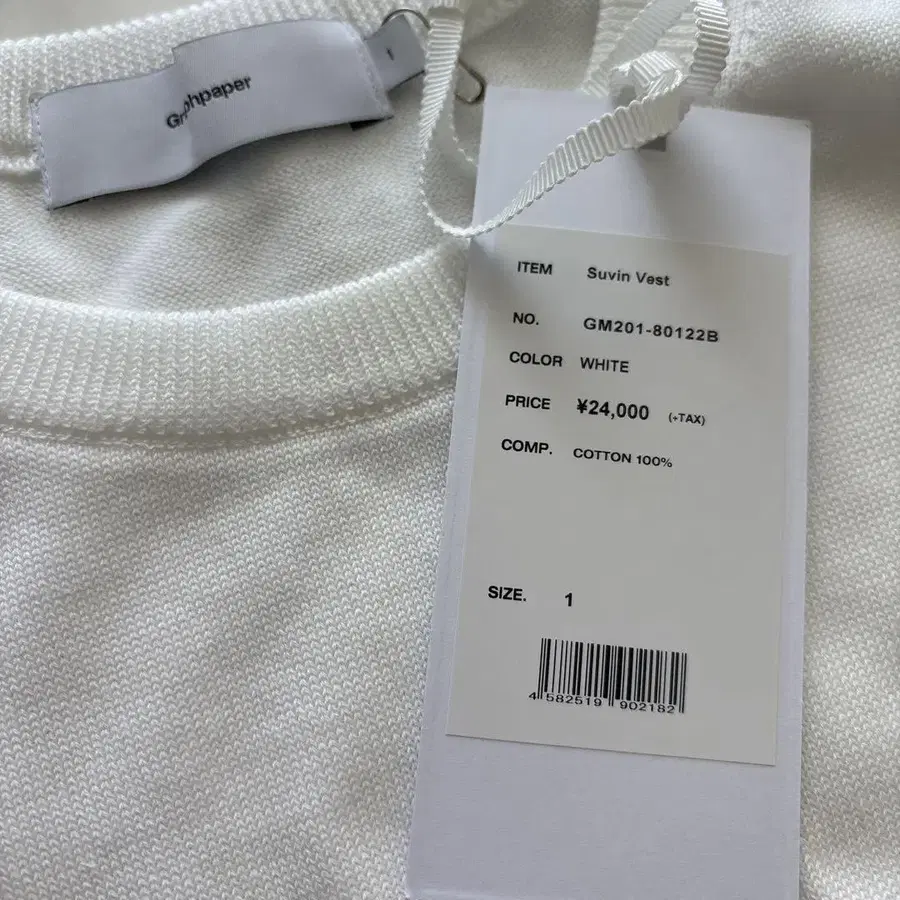 Graphpaper
1
ITEM Suvin Vest
NO. GM201-80122B
COLOR WHITE
PRICE ¥24,000 (+TAX)
COMP. COTTON 100%
SIZE. 1
4 582519 902182